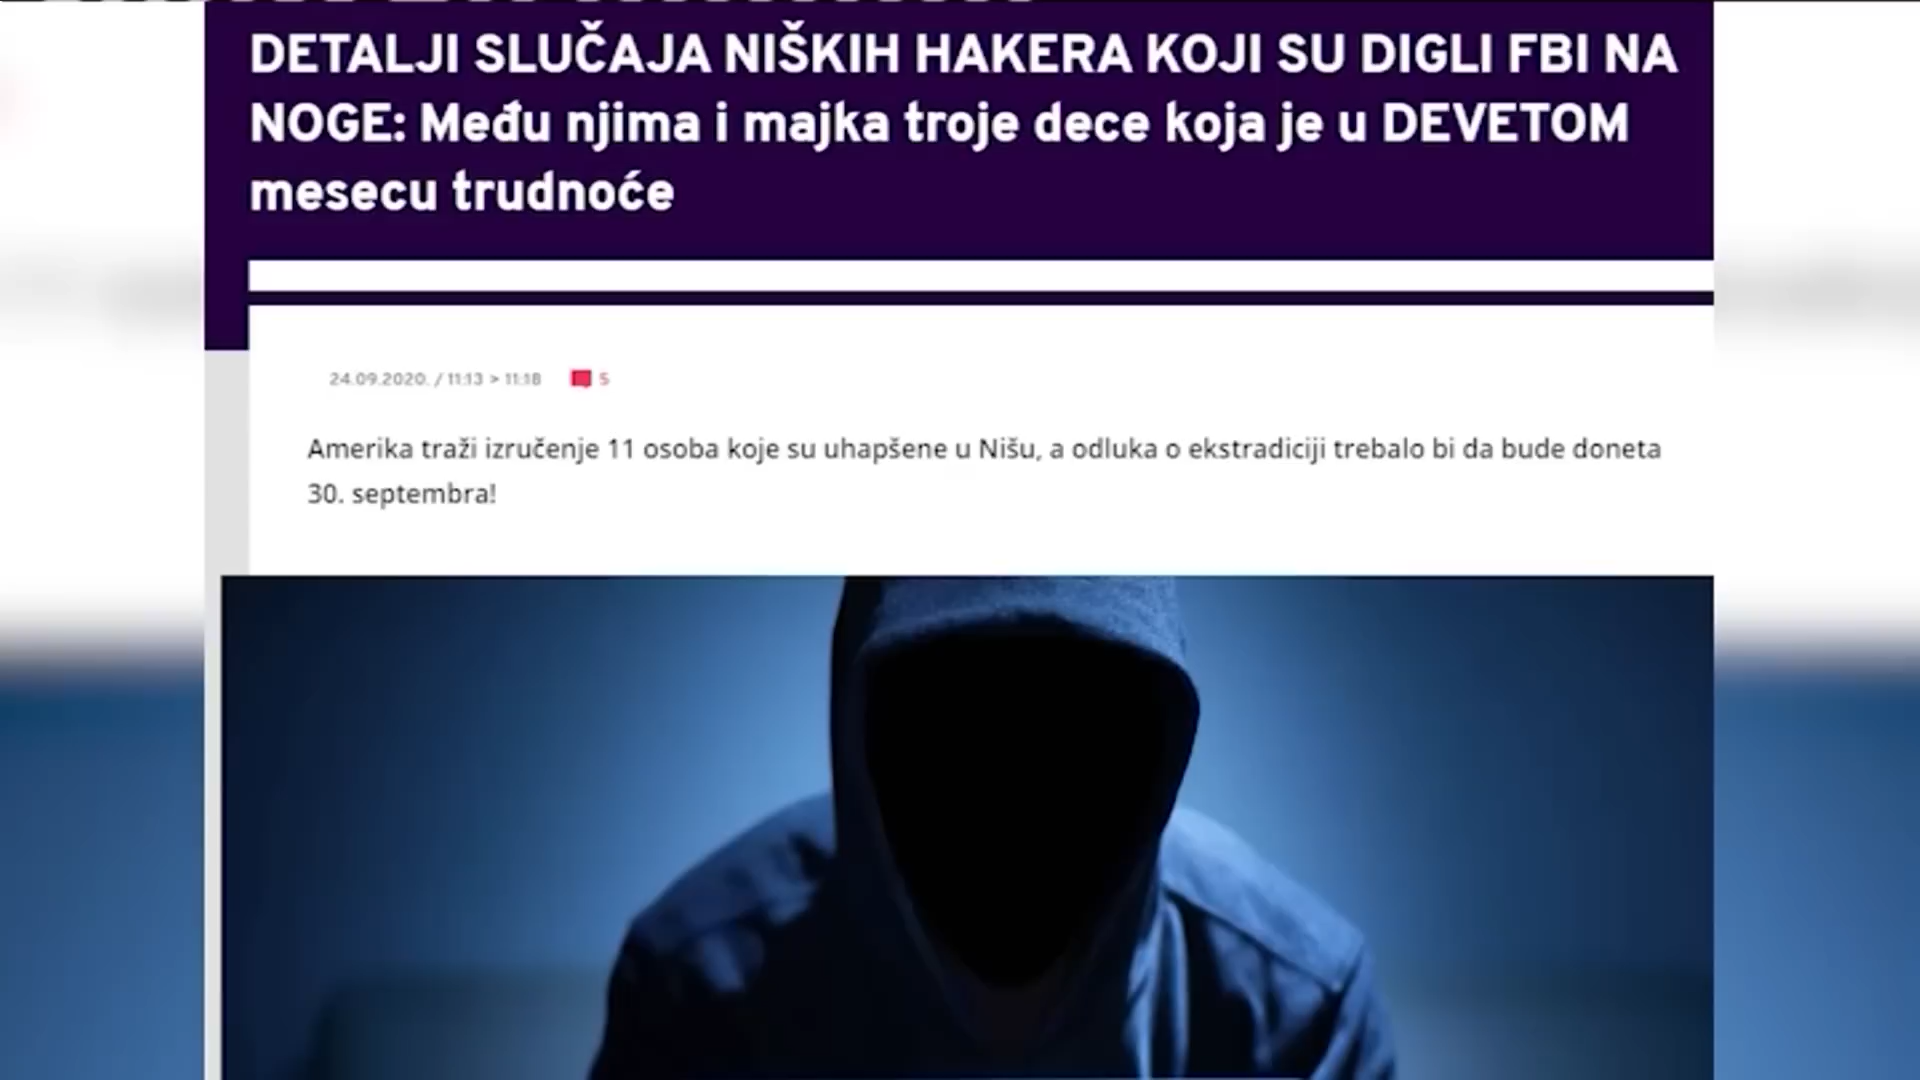 DETALJI SLUČAJA NIŠKIH HAKERA KOJI SU DIGLI FBI NA
NOGE: Među njima i majka troje dece koja je u DEVETOM
mesecu trudnoće
24.09.2020. / 11:13 > 11:18 5
Amerika traži izručenje 11 osoba koje su uhapšene u Nišu, a odluka o ekstradiciji trebalo bi da bude doneta
30. septembra!